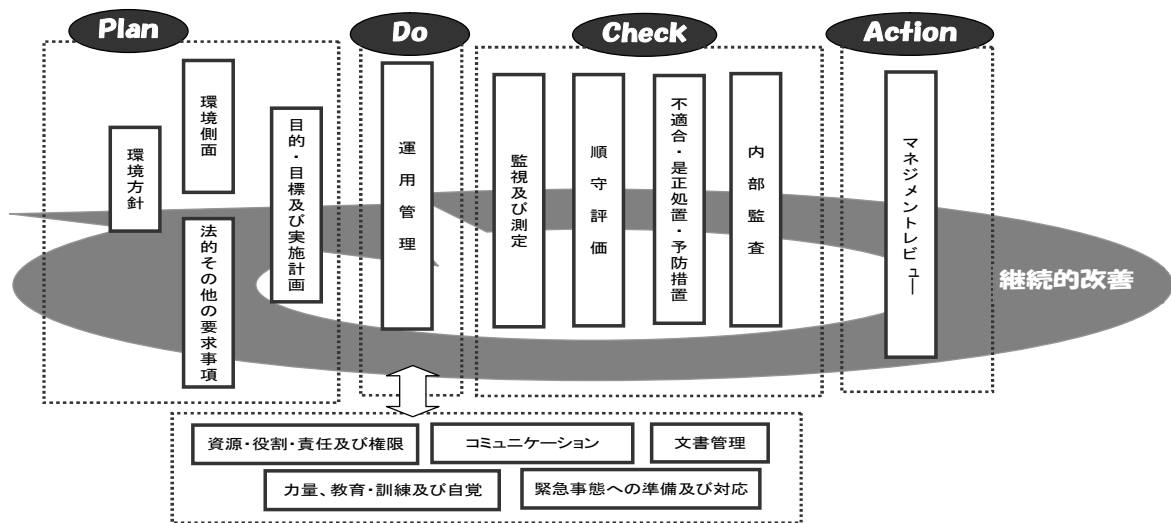 Plan
環境方針
環境側面
法的その他の要求事項
目的・目標及び実施計画
Do
運用管理
Check
監視及び測定
順守評価
不適合・是正処置・予防措置
内部監査
Action
マネジメントレビュー
継続的改善
資源・役割・責任及び権限
コミュニケーション
文書管理
力量、教育・訓練及び自覚
緊急事態への準備及び対応